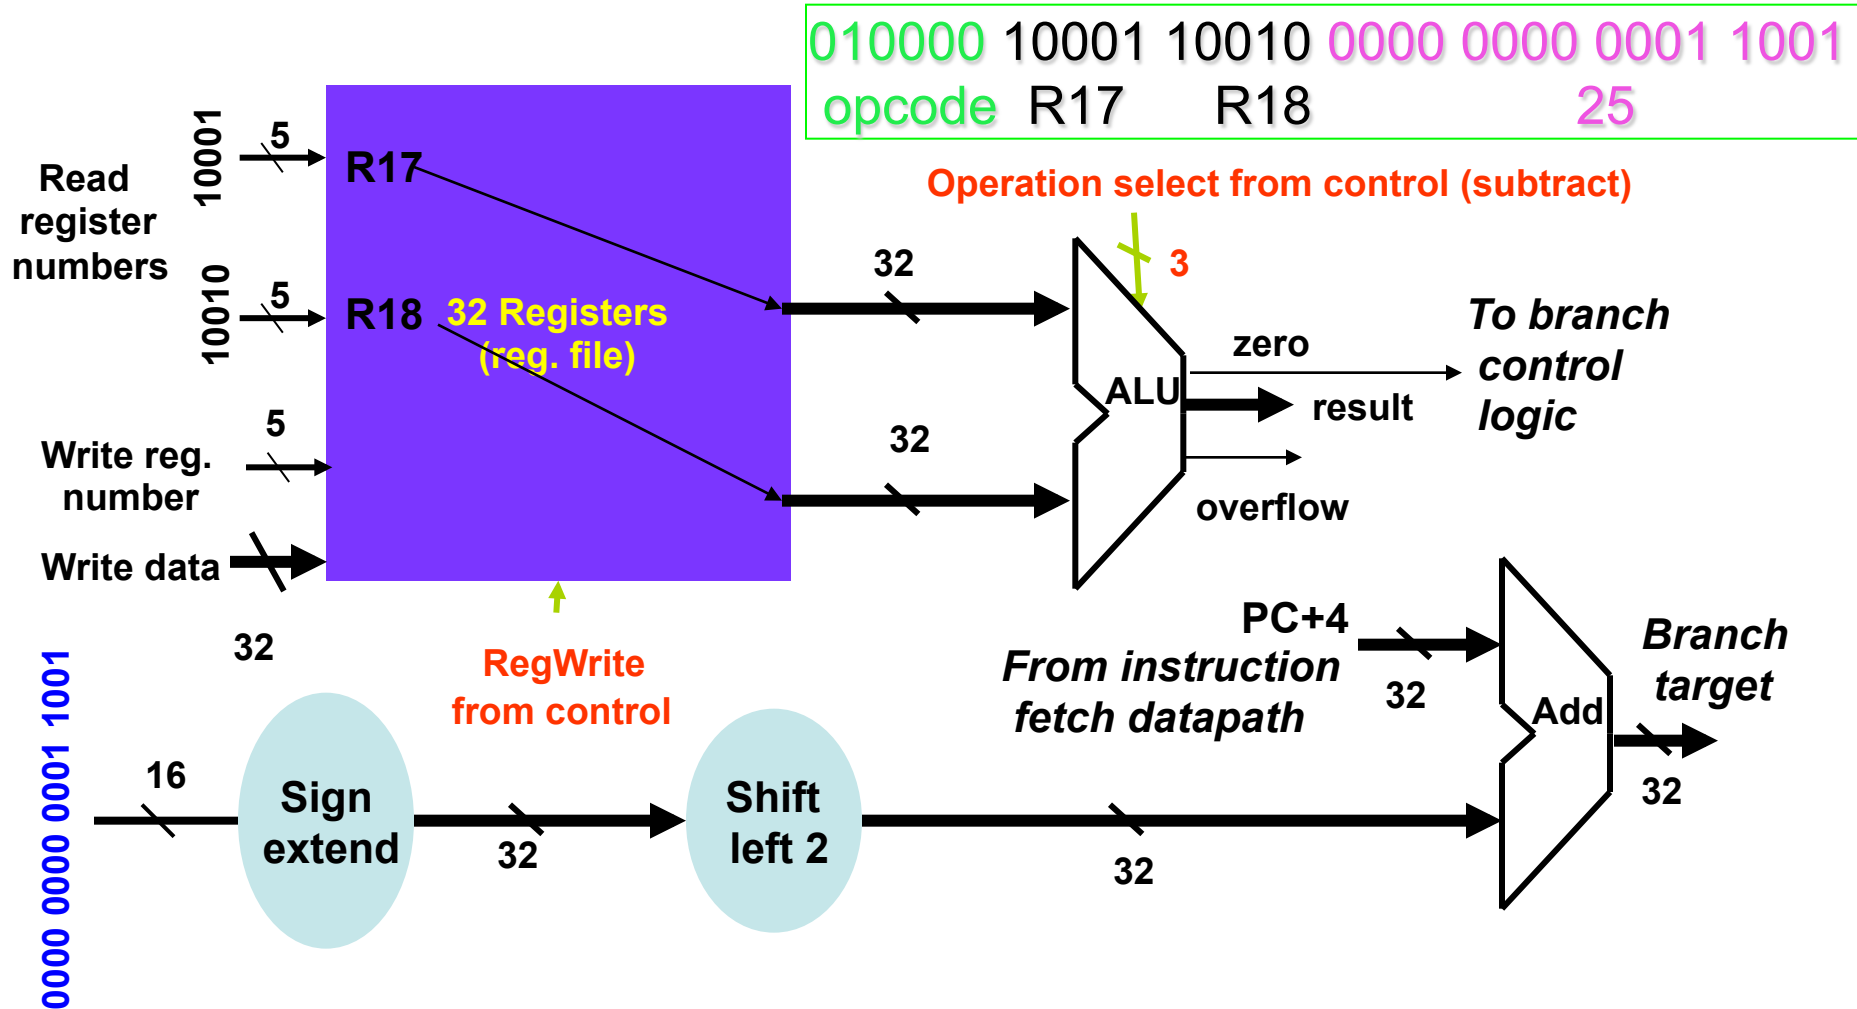 010000 10001 10010 0000 0000 0001 1001
opcode R17 R18 25
Operation select from control (subtract)
3
Read
register
numbers
10001
5
10010
5
R17
R18
32 Registers
(reg. file)
Write reg.
number
5
Write data
32
RegWrite
from control
32
32
ALU
zero
result
overflow
To branch
control
logic
PC+4
From instruction
fetch datapath
32
Add
Branch
target
32
0000 0000 0001 1001
16
Sign
extend
32
Shift
left 2
32